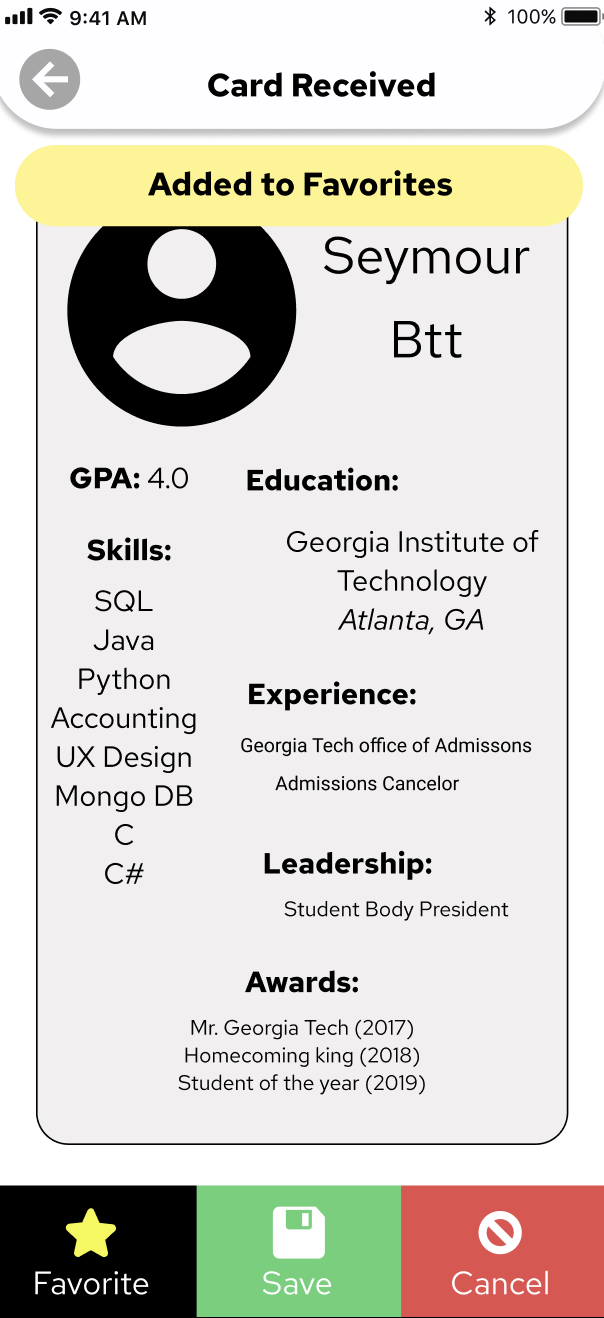 9:41 AM
100%
Card Received
Added to Favorites
Seymour
Btt
GPA: 4.0
Skills:
SQL
Java
Python
Accounting
UX Design
Mongo DB
C
C#
Education:
Georgia Institute of
Technology
Atlanta, GA
Experience:
Georgia Tech office of Admissons
Admissions Cancelor
Leadership:
Student Body President
Awards:
Mr. Georgia Tech (2017)
Homecoming king (2018)
Student of the year (2019)
Favorite
Save
Cancel